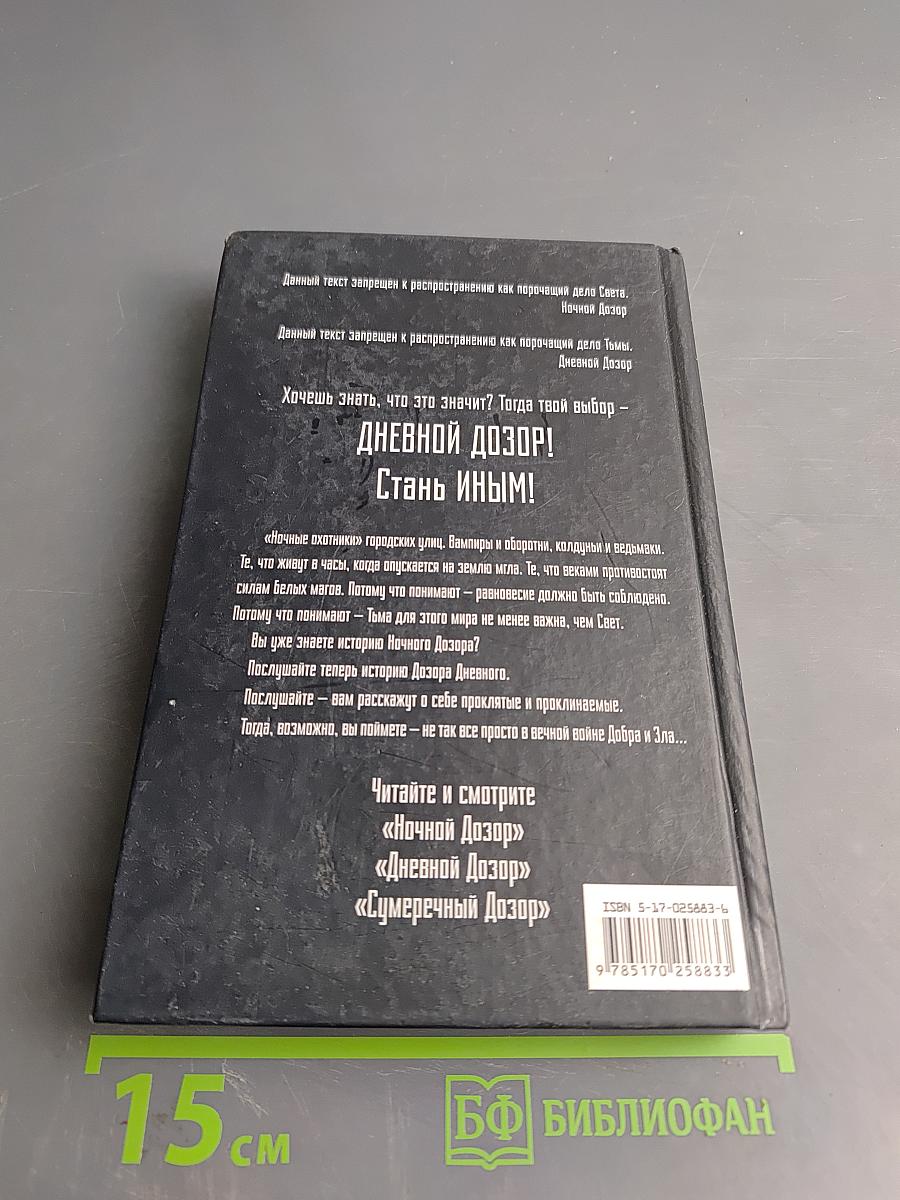 Данный текст запрещен к распространению как порочащий дело Света.
Ночной Дозор
Данный текст запрещен к распространению как порочащий дело Тьмы.
Дневной Дозор
Хочешь знать, что это значит? Тогда твой выбор –
ДНЕВНОЙ ДОЗОР!
Стань ИНЫМ!
«Ночные охотники» городских улиц. Вампиры и оборотни, колдуньи и ведьмаки.
Те, что живут в часы, когда опускается на землю мгла. Те, что веками противостоят
силам Белых магов. Потому что понимают – равновесие должно быть соблюдено.
Потому что понимают – Тьма для этого мира не менее важна, чем Свет.
Вы уже знаете историю Ночного Дозора?
Послушайте теперь историю Дозора Дневного.
Послушайте – вам расскажут о себе проклятые и проклинаемые.
Тогда, возможно, вы поймете – не так все просто в вечной войне Добра и Зла...
Читайте и смотрите
«Ночной Дозор»
«Дневной Дозор»
«Сумеречный Дозор»
ISBN 5-17-025883-6
9 785170 258833
15 см
БФ БИБЛИОФАН